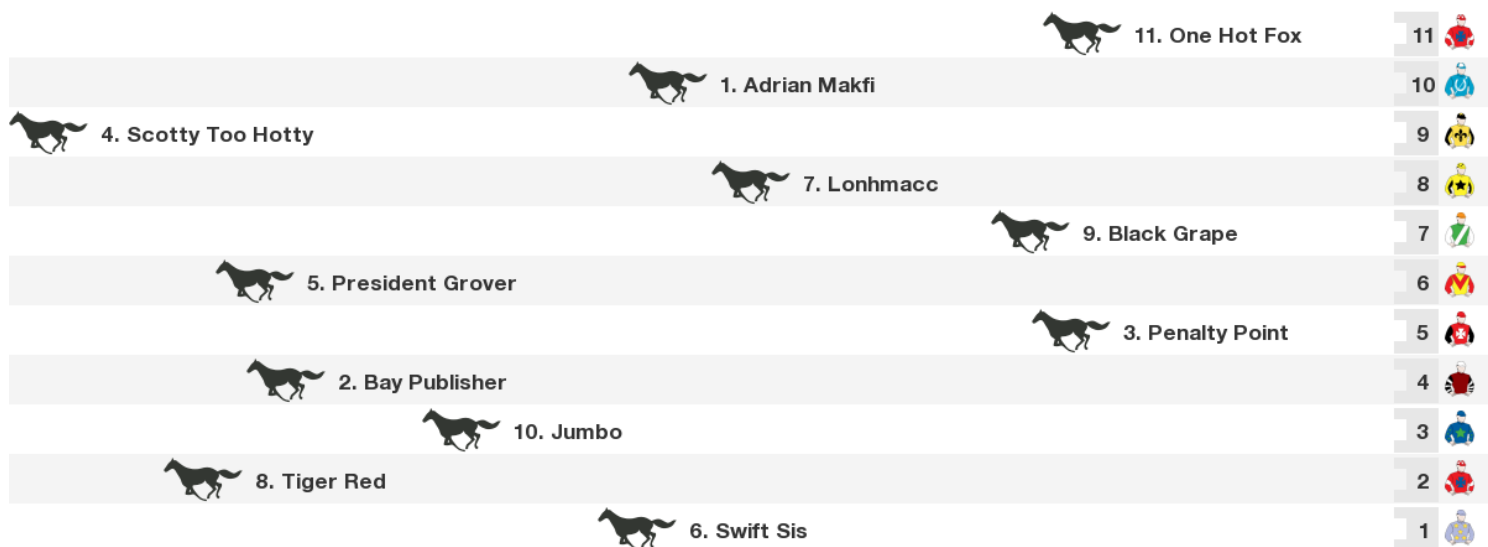 11. One Hot Fox 11
1. Adrian Makfi 10
4. Scotty Too Hotty 9
7. Lonhmacc 8
9. Black Grape 7
5. President Grover 6
3. Penalty Point 5
2. Bay Publisher 4
10. Jumbo 3
8. Tiger Red 2
6. Swift Sis 1